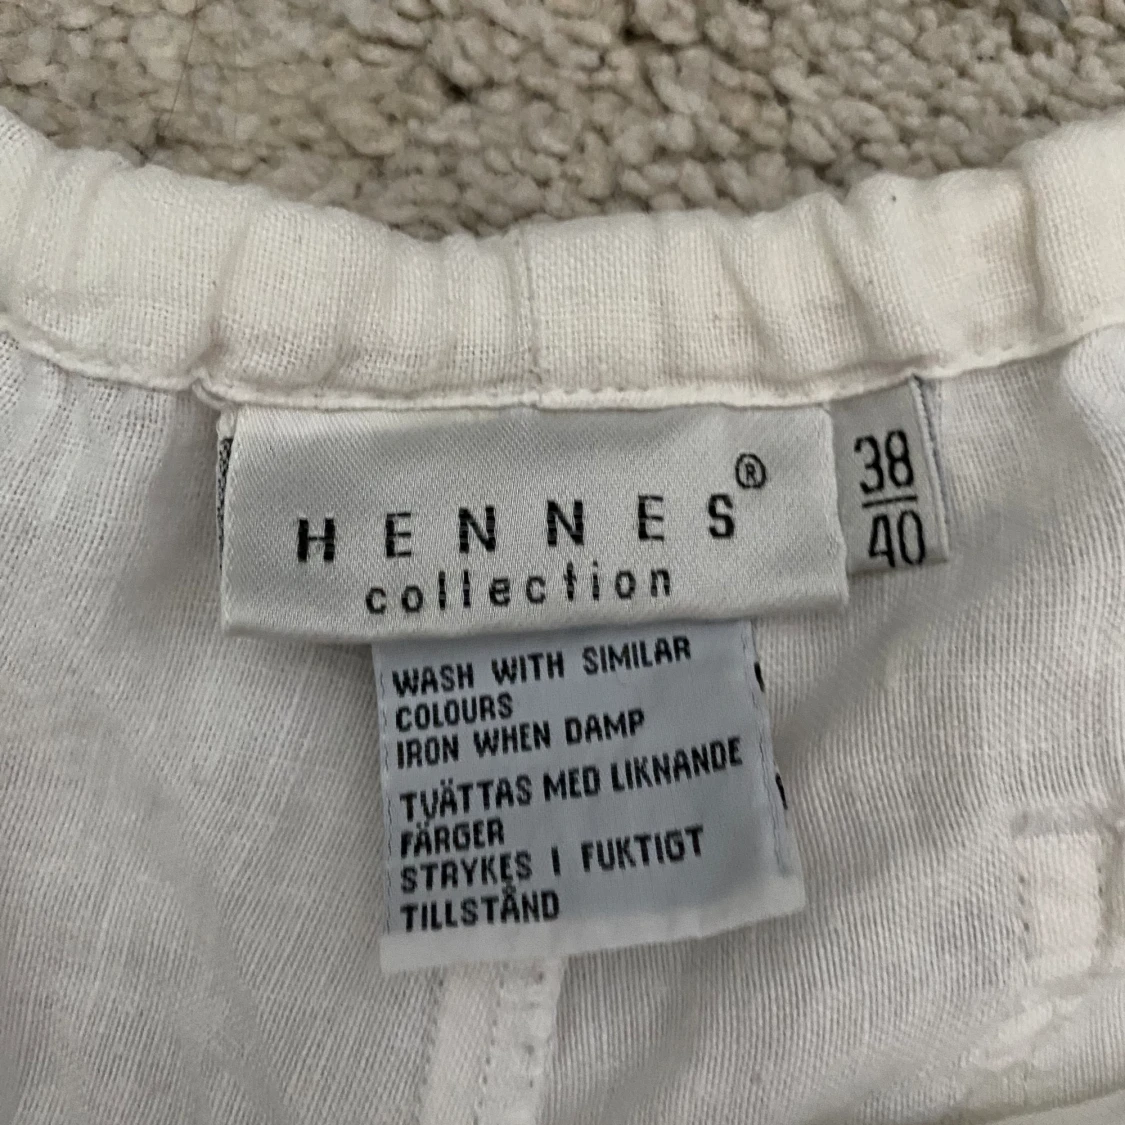 HENNES®
collection
38
40
WASH WITH SIMILAR
COLOURS
IRON WHEN DAMP
TVÄTTAS MED LIKNANDE
FÄRGER
STRYKES I FUKTIGT
TILLSTÅND